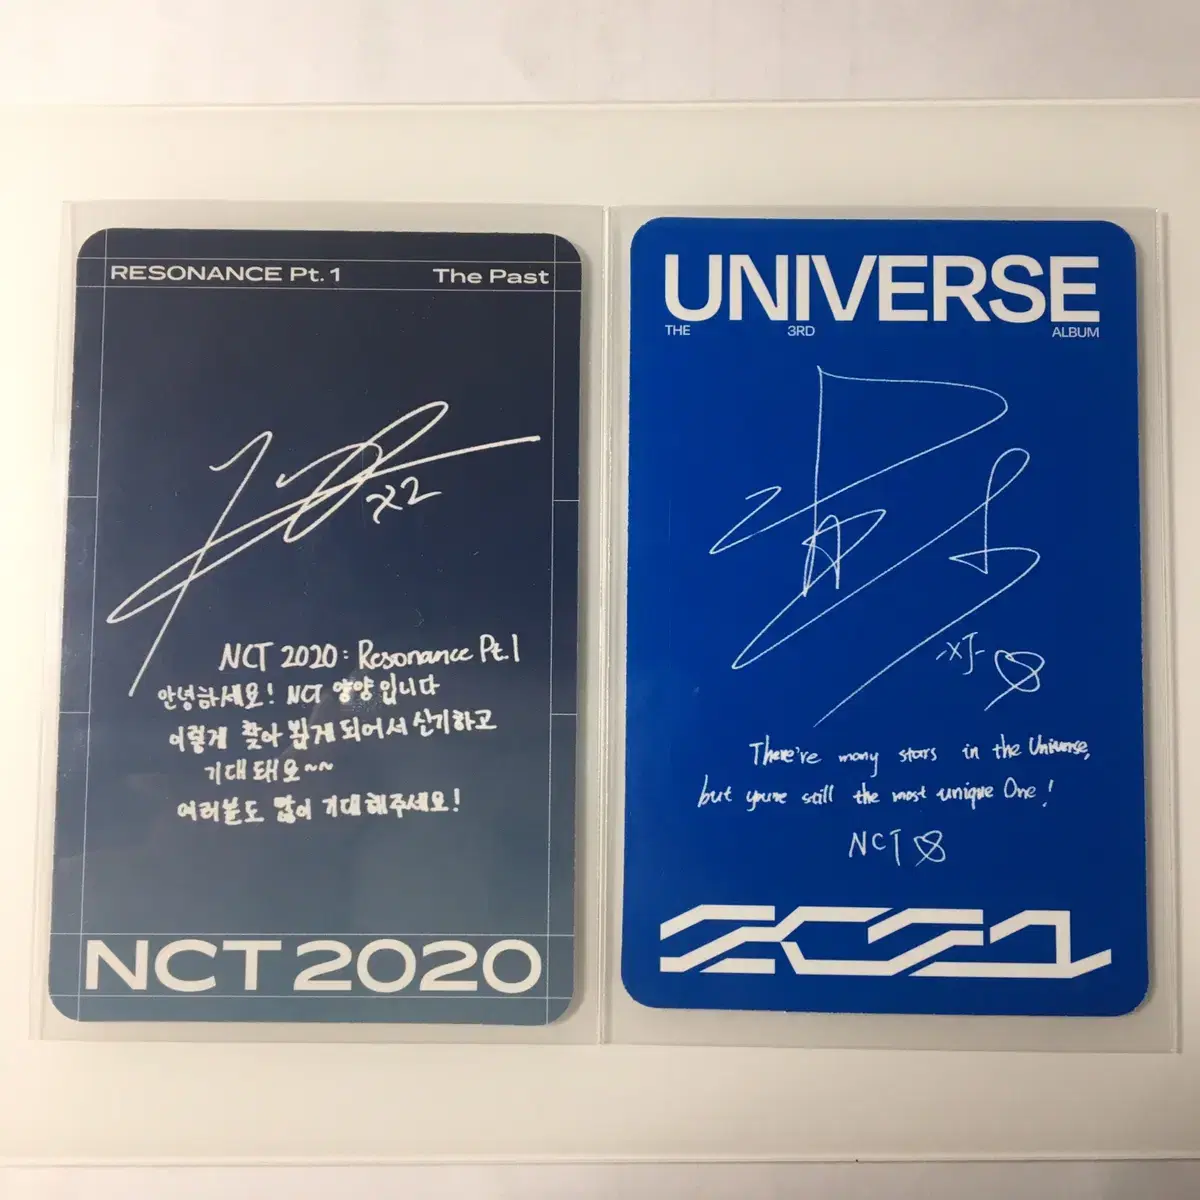 RESONANCE Pt. 1 The Past
x2
NCT 2020 : Resonance Pt.1
안녕하세요! NCT 양양입니다
이렇게 찾아 뵙게 되어서 신기하고
기대돼요~~
여러분도 많이 기대해주세요!
NCT 2020
UNIVERSE
THE 3RD ALBUM
There're many stars in the Universe,
but you're still the most unique One!
NCT
2021